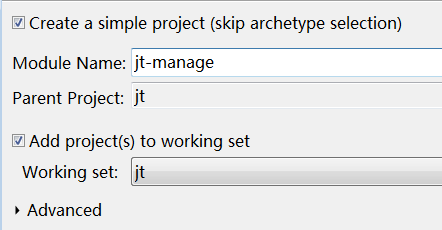 Create a simple project (skip archetype selection)
Module Name: jt-manage
Parent Project: jt
Add project(s) to working set
Working set: jt
Advanced